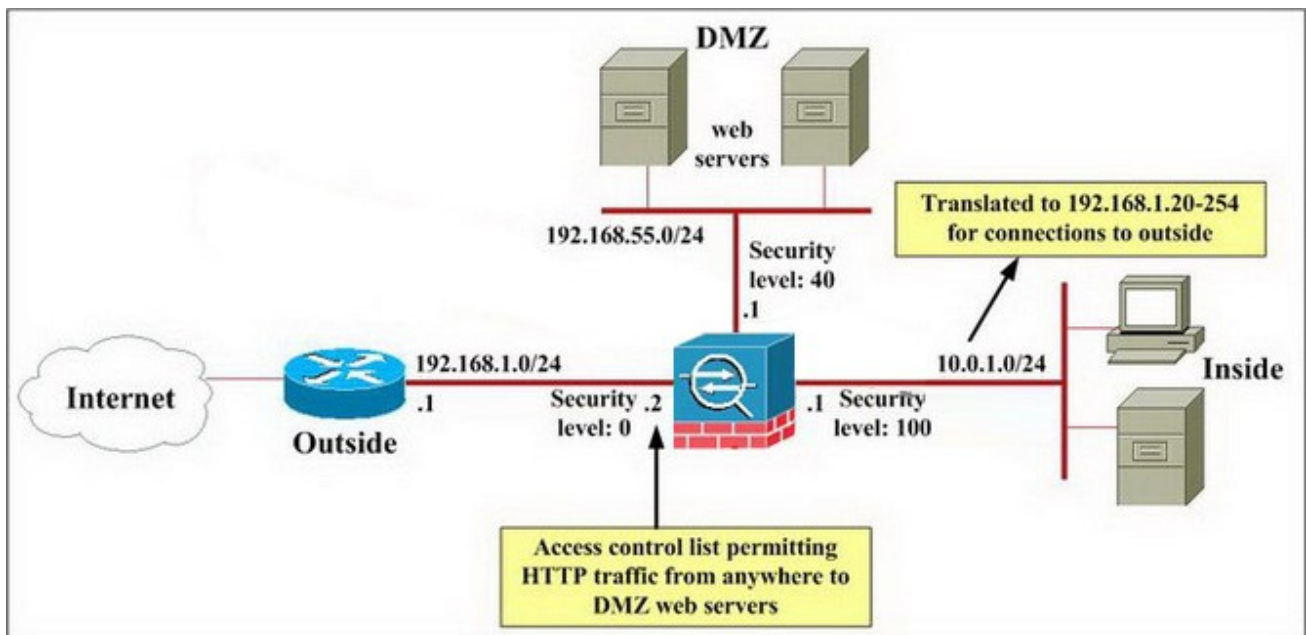 DMZ
web
servers
Translated to 192.168.1.20-254
for connections to outside
192.168.55.0/24
Security
level: 40
.1
192.168.1.0/24
10.0.1.0/24
Internet
Inside
.1
Security
level: 0
.2
.1
Security
level: 100
Outside
Access control list permitting
HTTP traffic from anywhere to
DMZ web servers